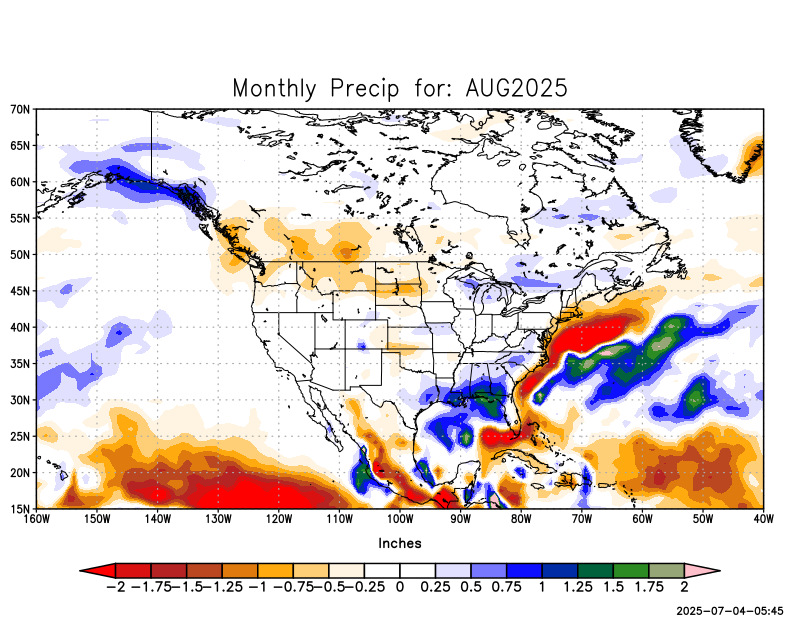 Monthly Precip for: AUG2025
70N
65N
60N
55N
50N
45N
40N
35N
30N
25N
20N
15N
160W 150W 140W 130W 120W 110W 100W 90W 80W 70W 60W 50W 40W
Inches
-2 -1.75 -1.5 -1.25 -1 -0.75 -0.5 -0.25 0 0.25 0.5 0.75 1 1.25 1.5 1.75 2
2025-07-04-05:45